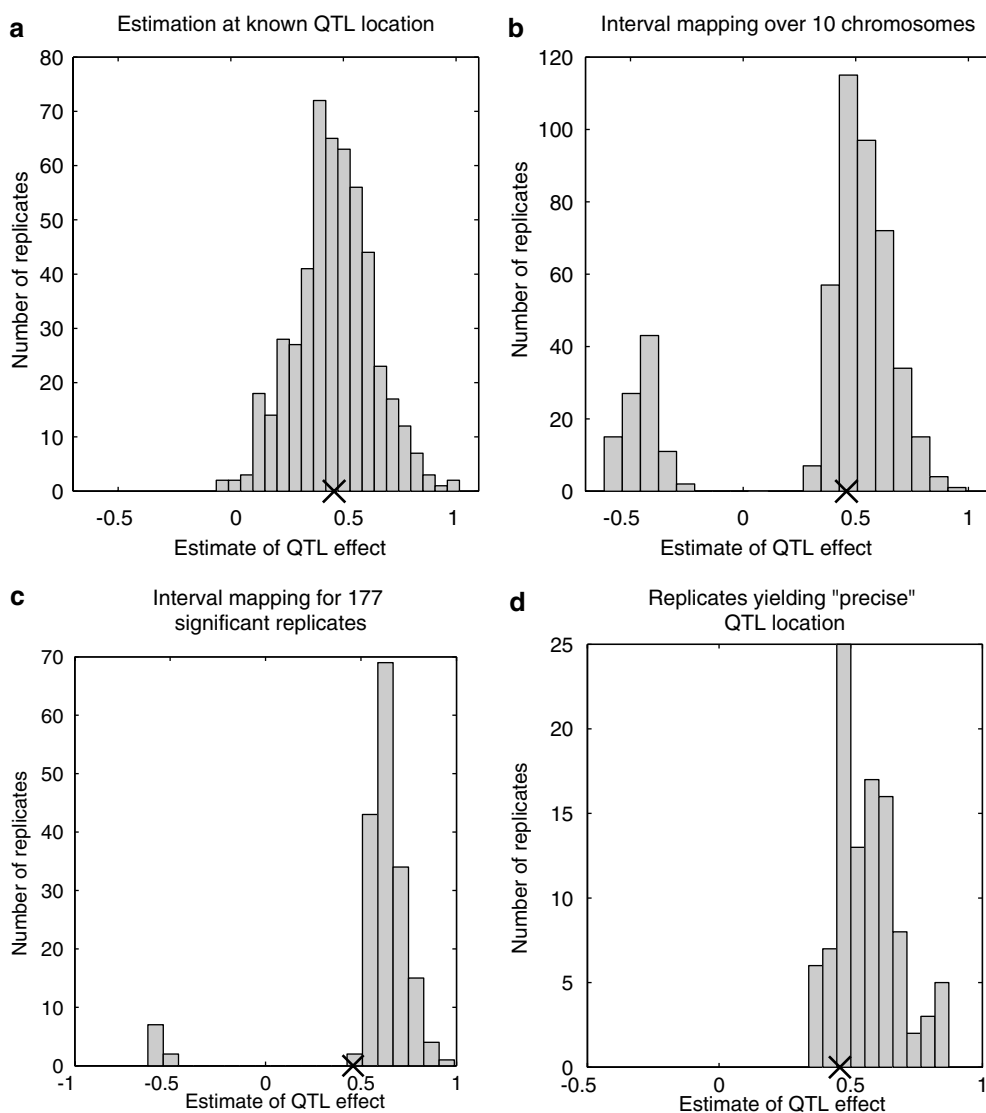 a
Estimation at known QTL location
80
70
60
50
40
30
20
10
0
-0.5
0
0.5
1
Number of replicates
Estimate of QTL effect
b
Interval mapping over 10 chromosomes
120
100
80
60
40
20
0
-0.5
0
0.5
1
Number of replicates
Estimate of QTL effect
c
Interval mapping for 177
significant replicates
70
60
50
40
30
20
10
0
-1
-0.5
0
0.5
1
Number of replicates
Estimate of QTL effect
d
Replicates yielding "precise"
QTL location
25
20
15
10
5
0
-0.5
0
0.5
1
Number of replicates
Estimate of QTL effect